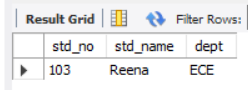 Result Grid Filter Rows:
std_no std_name dept
103 Reena ECE